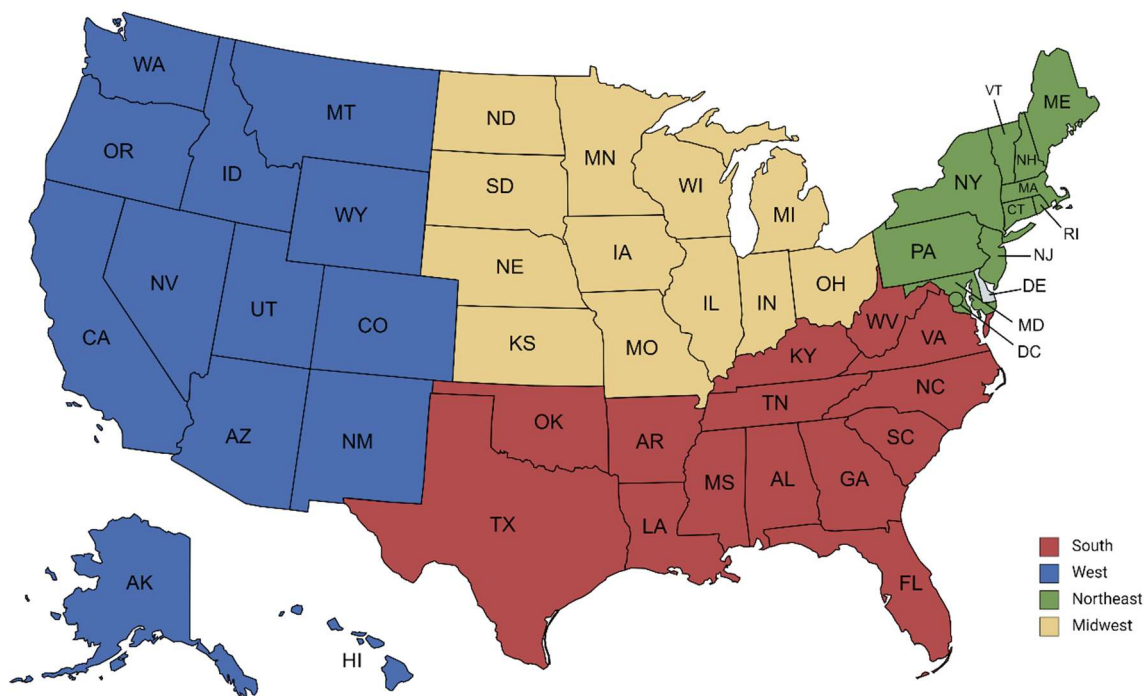 WA
MT
ND
MN
VT
ME
OR
ID
SD
WI
MI
NY
NH
MA
CT
RI
WY
IA
PA
NJ
NE
OH
DE
NV
UT
CO
IL
IN
MD
CA
KS
MO
WV
VA
DC
KY
NC
TN
AZ
NM
OK
AR
SC
MS
AL
GA
TX
LA
FL
AK
HI
South
West
Northeast
Midwest